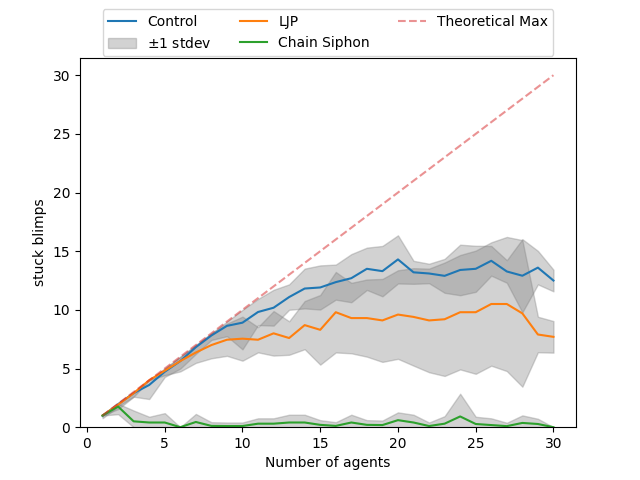 Control LJP Theoretical Max
±1 stdev Chain Siphon
30
25
20
15
10
5
0
stuck blimps
0 5 10 15 20 25 30
Number of agents